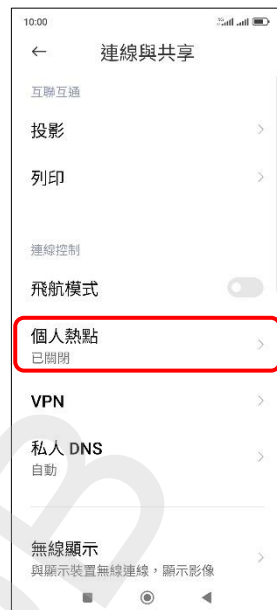 10:00
連線與共享
互聯互通
投影
列印
連線控制
飛航模式
個人熱點
已關閉
VPN
私人 DNS
自動
無線顯示
與顯示裝置無線連線，顯示影像